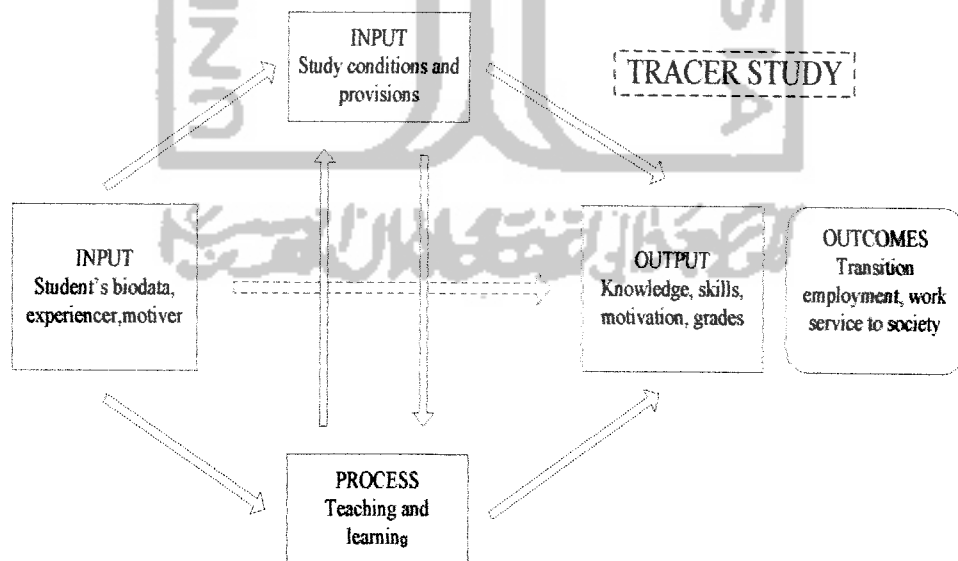 INPUT
Study conditions and
provisions
TRACER STUDY
INPUT
Student's biodata,
experiencer,motiver
OUTPUT
Knowledge, skills,
motivation, grades
OUTCOMES
Transition
employment, work
service to society
PROCESS
Teaching and
learning